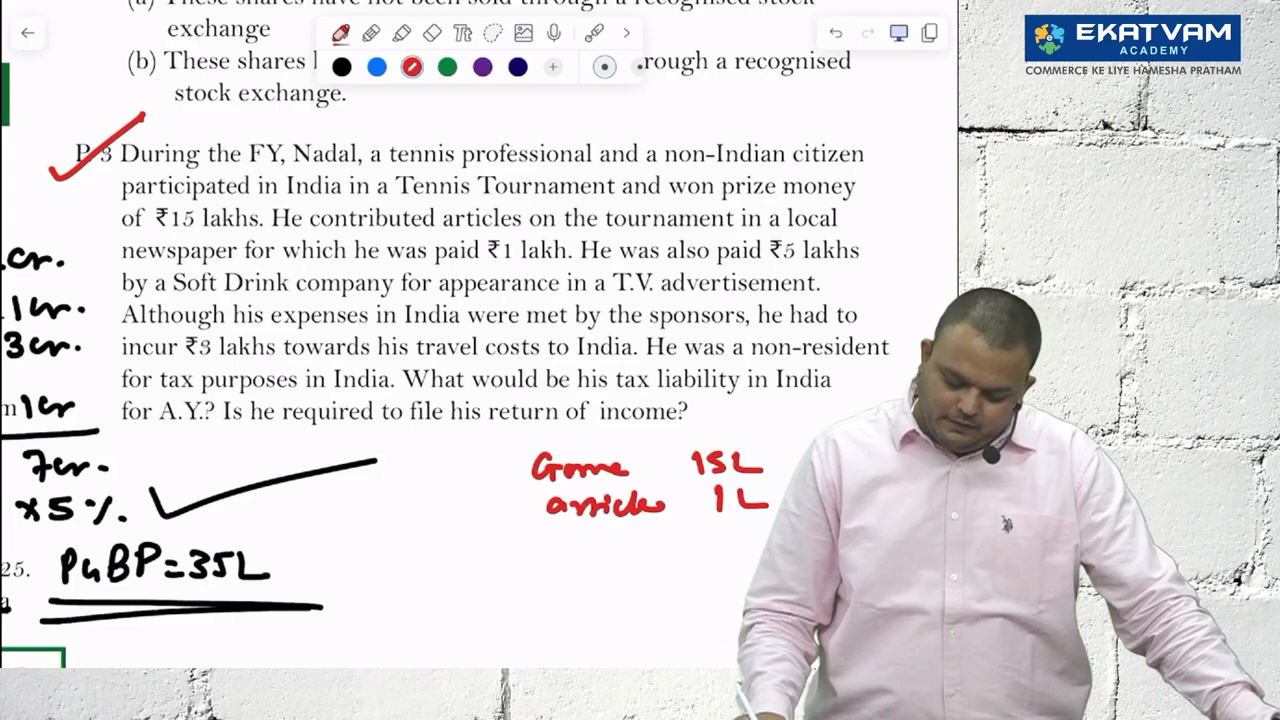 (a) These shares have not been sold through a recognised stock
exchange
(b) These shares rough a recognised
stock exchange.
P. 3 During the FY, Nadal, a tennis professional and a non-Indian citizen
participated in India in a Tennis Tournament and won prize money
of ₹15 lakhs. He contributed articles on the tournament in a local
newspaper for which he was paid ₹1 lakh. He was also paid ₹5 lakhs
by a Soft Drink company for appearance in a T.V. advertisement.
Although his expenses in India were met by the sponsors, he had to
incur ₹3 lakhs towards his travel costs to India. He was a non-resident
for tax purposes in India. What would be his tax liability in India
for A.Y.? Is he required to file his return of income?
cr.
1cr.
3cr.
1cr
7cr.
x5%.
25. PGBP=35L
Game 15L
article 1L
EKATVAM
ACADEMY
COMMERCE KE LIYE HAMESHA PRATHAM
Tt